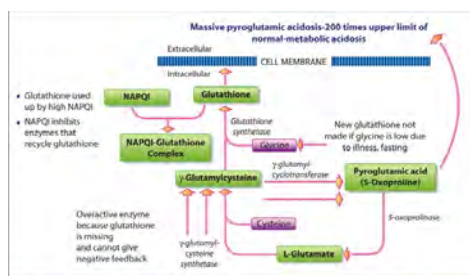 Massive pyroglutamic acidosis-200 times upper limit of
normal-metabolic acidosis
Extracellular
CELL MEMBRANE
Intracellular
• Glutathione used
up by high NAPQI
• NAPQI inhibits
enzymes that
recycle glutathione
NAPQI
Glutathione
Glutathione
synthetase
NAPQI-Glutathione
Complex
Glycine
New glutathione not
made if glycine is low due
to illness, fasting
γ-glutamyl-
cyclotransferase
γ-Glutamylcysteine
Pyroglutamic acid
(5-Oxoproline)
Overactive enzyme
because glutathione
is missing
and cannot give
negative feedback
γ-glutamyl-
cysteine
synthetase
Cysteine
5-oxoprolinase
L-Glutamate